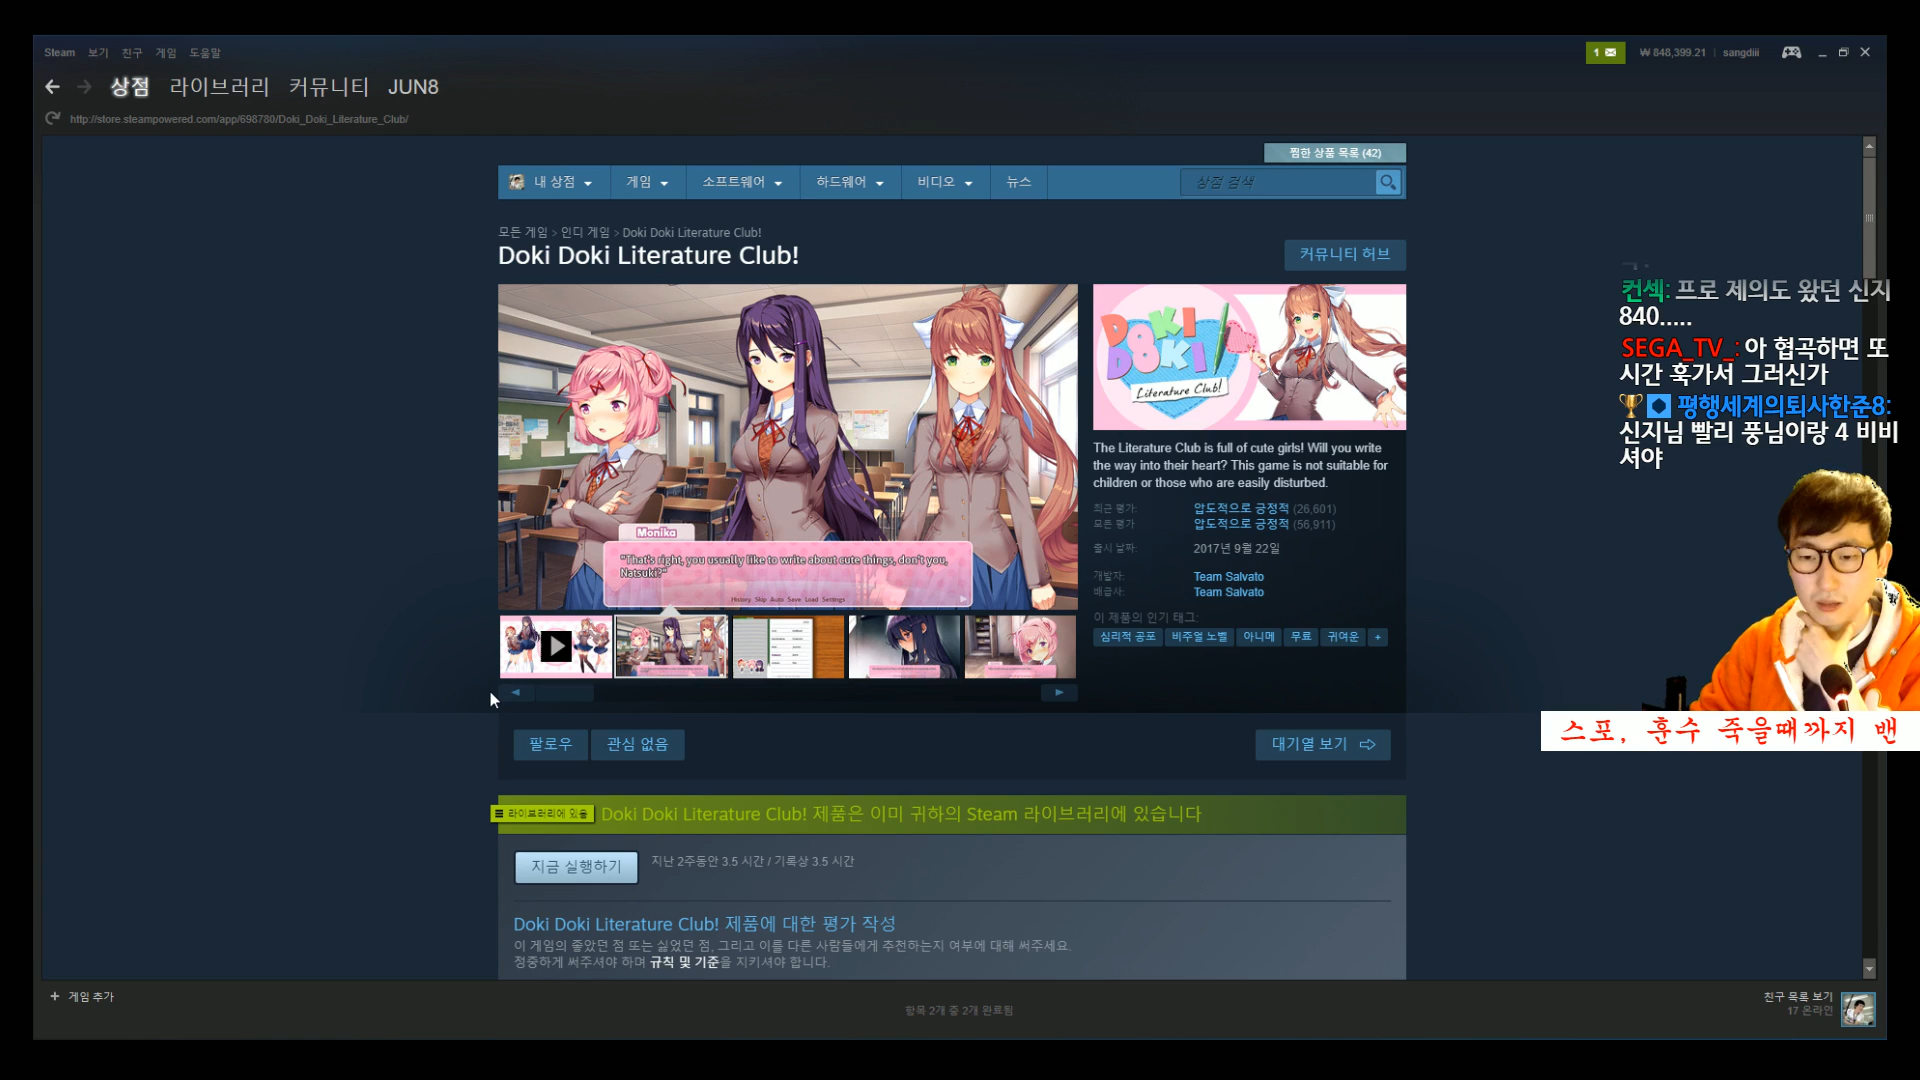 Steam 보기 친구 게임 도움말
1
₩ 848,399.21 | sangdiii
상점 라이브러리 커뮤니티 JUN8
http://store.steampowered.com/app/698780/Doki_Doki_Literature_Club/
찜한 상품 목록 (42)
내 상점 게임 소프트웨어 하드웨어 비디오 뉴스
상점 검색
모든 게임 > 인디 게임 > Doki Doki Literature Club!
Doki Doki Literature Club!
커뮤니티 허브
Monika
"That's right, you usually like to write about cute things, don't you,
Natsuki?"
History Skip Auto Save Load Settings
DOKI
DOKI
Literature Club!
The Literature Club is full of cute girls! Will you write
the way into their heart? This game is not suitable for
children or those who are easily disturbed.
최근 평가: 압도적으로 긍정적 (26,601)
모든 평가 압도적으로 긍정적 (56,911)
출시 날짜: 2017년 9월 22일
개발자: Team Salvato
배급사: Team Salvato
이 제품의 인기 태그:
심리적 공포 비주얼 노벨 아니메 무료 귀여운 +
팔로우 관심 없음
대기열 보기
라이브러리에 있음 Doki Doki Literature Club! 제품은 이미 귀하의 Steam 라이브러리에 있습니다
지금 실행하기 지난 2주동안 3.5 시간 / 기록상 3.5 시간
Doki Doki Literature Club! 제품에 대한 평가 작성
이 게임의 좋았던 점 또는 싫었던 점, 그리고 이를 다른 사람들에게 추천하는지 여부에 대해 써주세요.
정중하게 써주셔야 하며 규칙 및 기준을 지키셔야 합니다.
+ 게임 추가
항목 2개 중 2개 완료됨
친구 목록 보기
17 온라인
컨섹: 프로 제의도 왔던 신지
840.....
SEGA_TV_: 아 협곡하면 또
시간 훅가서 그러신가
평행세계의퇴사한준8:
신지님 빨리 풍님이랑 4 비비
셔야
스포, 훈수 죽을때까지 밴